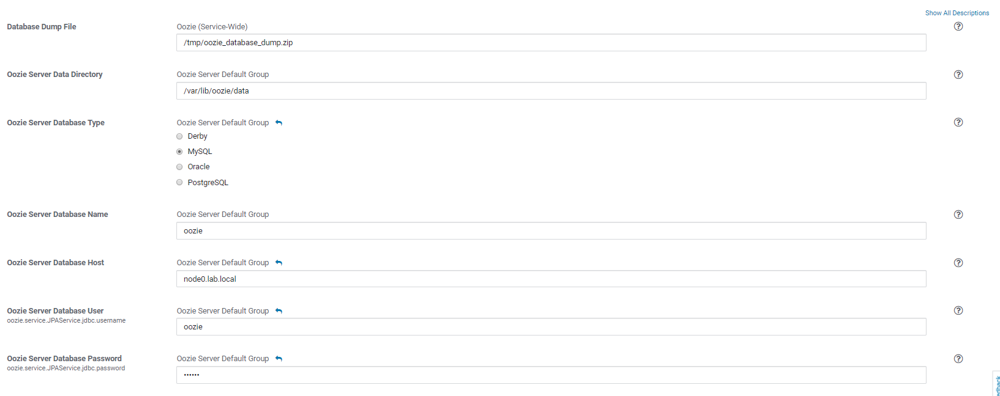 Show All Descriptions
Database Dump File
Oozie (Service-Wide)
/tmp/oozie_database_dump.zip
Oozie Server Data Directory
Oozie Server Default Group
/var/lib/oozie/data
Oozie Server Database Type
Oozie Server Default Group
Derby
MySQL
Oracle
PostgreSQL
Oozie Server Database Name
Oozie Server Default Group
oozie
Oozie Server Database Host
Oozie Server Default Group
node0.lab.local
Oozie Server Database User
oozie.service.JPAService.jdbc.username
Oozie Server Default Group
oozie
Oozie Server Database Password
oozie.service.JPAService.jdbc.password
Oozie Server Default Group
••••••